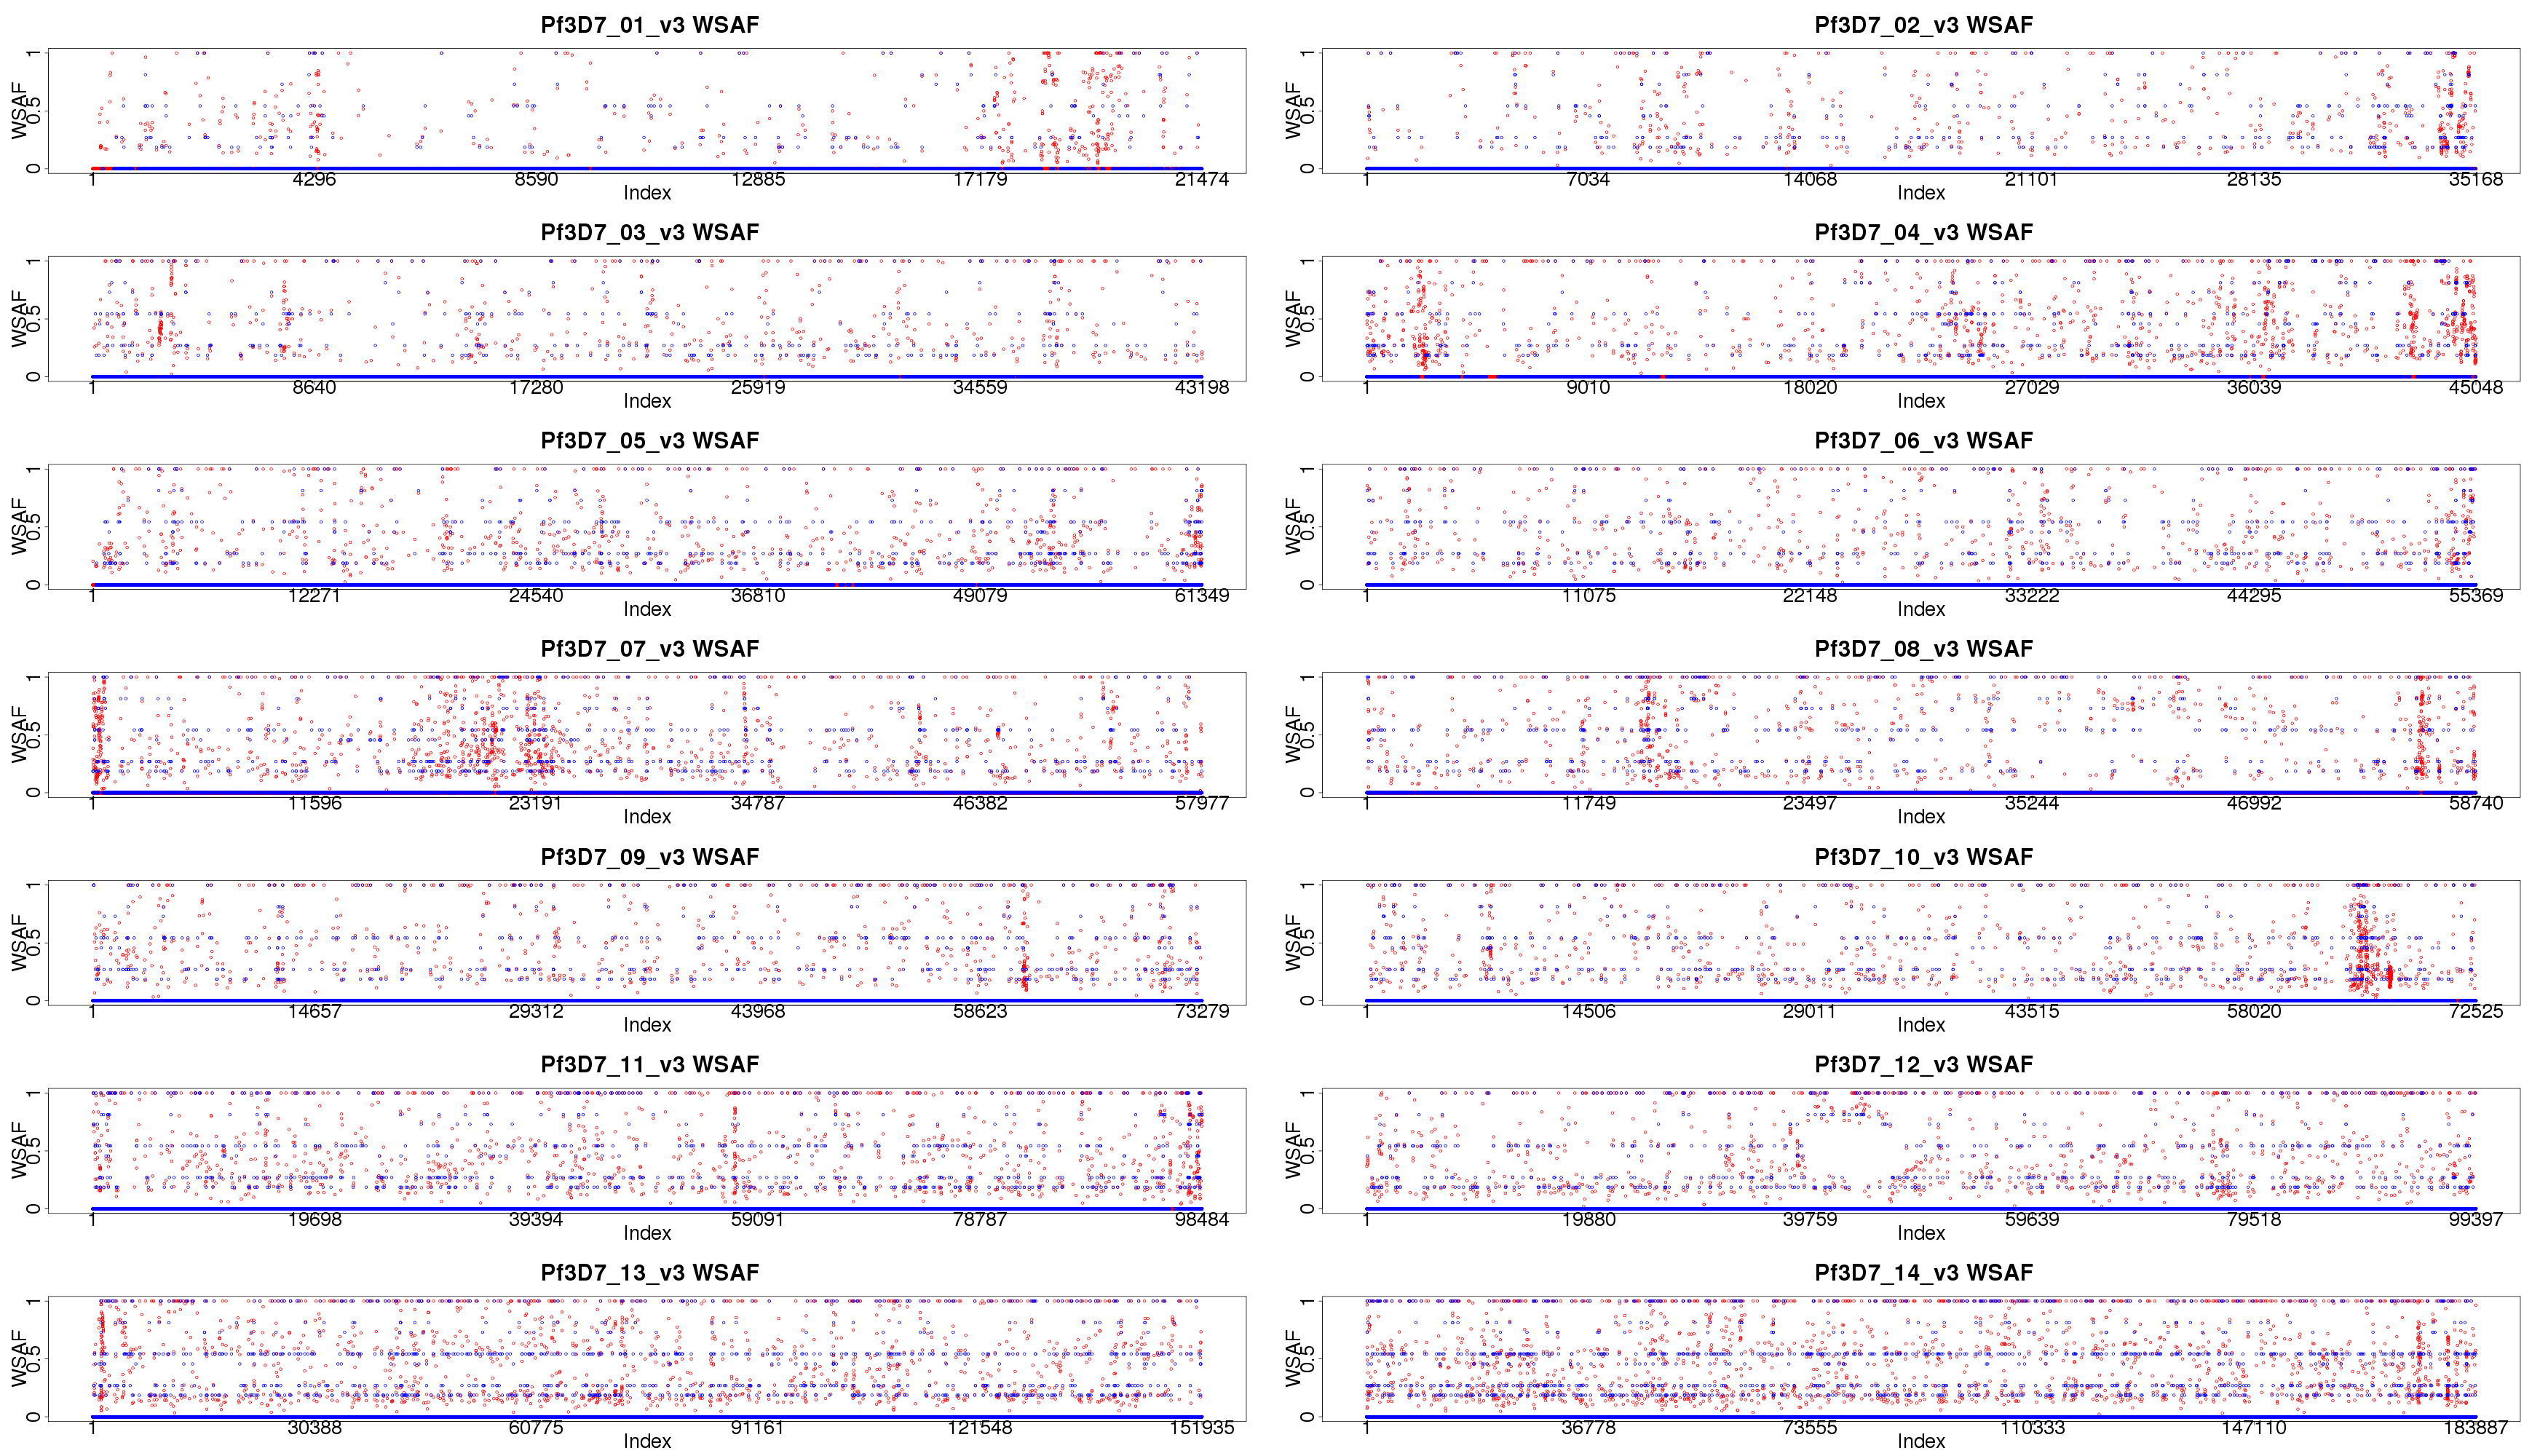 Pf3D7_01_v3 WSAF
WSAF
0 0.5 1
1 4296 8590 12885 17179 21474
Index
Pf3D7_02_v3 WSAF
WSAF
0 0.5 1
1 7034 14068 21101 28135 35168
Index
Pf3D7_03_v3 WSAF
WSAF
0 0.5 1
1 8640 17280 25919 34559 43198
Index
Pf3D7_04_v3 WSAF
WSAF
0 0.5 1
1 9010 18020 27029 36039 45048
Index
Pf3D7_05_v3 WSAF
WSAF
0 0.5 1
1 12271 24540 36810 49079 61349
Index
Pf3D7_06_v3 WSAF
WSAF
0 0.5 1
1 11075 22148 33222 44295 55369
Index
Pf3D7_07_v3 WSAF
WSAF
0 0.5 1
1 11596 23191 34787 46382 57977
Index
Pf3D7_08_v3 WSAF
WSAF
0 0.5 1
1 11749 23497 35244 46992 58740
Index
Pf3D7_09_v3 WSAF
WSAF
0 0.5 1
1 14657 29312 43968 58623 73279
Index
Pf3D7_10_v3 WSAF
WSAF
0 0.5 1
1 14506 29011 43515 58020 72525
Index
Pf3D7_11_v3 WSAF
WSAF
0 0.5 1
1 19698 39394 59091 78787 98484
Index
Pf3D7_12_v3 WSAF
WSAF
0 0.5 1
1 19880 39759 59639 79518 99397
Index
Pf3D7_13_v3 WSAF
WSAF
0 0.5 1
1 30388 60775 91161 121548 151935
Index
Pf3D7_14_v3 WSAF
WSAF
0 0.5 1
1 36778 73555 110333 147110 183887
Index